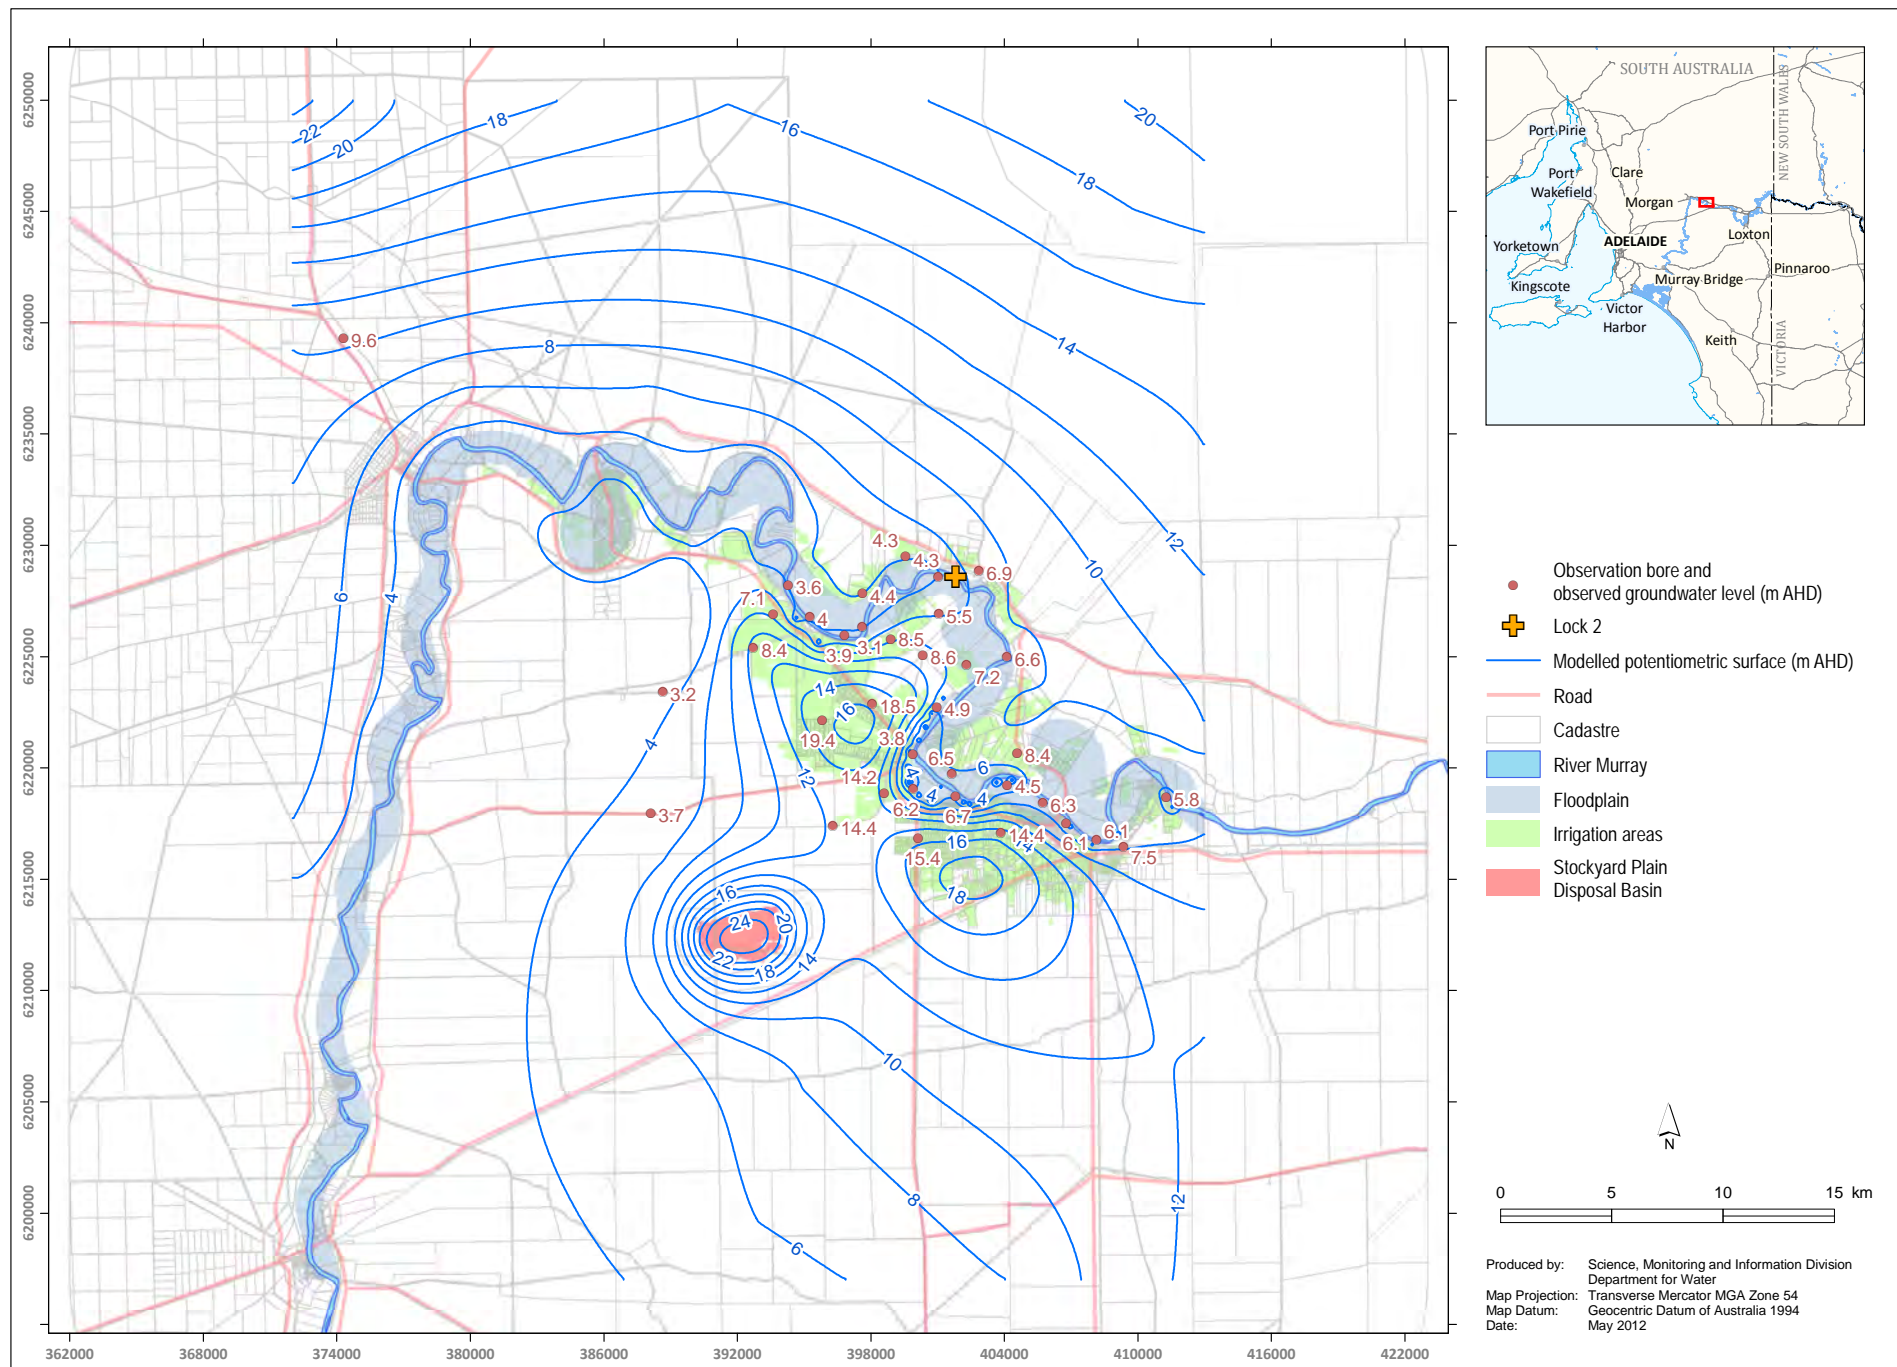 6250000
6245000
6240000
6235000
6230000
6225000
6220000
6215000
6210000
6205000
6200000
362000
368000
374000
380000
386000
392000
398000
404000
410000
416000
422000
22
20
18
16
20
18
14
8
12
10
6
4
4
14
16
12
6
4
4
4
16
14
18
16
24
20
22
18
14
10
8
6
12
9.6
4.3
4.3
6.9
3.6
4.4
7.1
4
5.5
3.1
8.5
3.9
8.4
8.6
6.6
7.2
3.2
18.5
4.9
19.4
3.8
6.5
8.4
14.2
4.5
5.8
6.2
6.7
6.3
3.7
14.4
14.4
6.1
6.1
15.4
7.5
SOUTH AUSTRALIA
NEW SOUTH WALES
Port Pirie
Port
Wakefield
Clare
Morgan
Loxton
Yorketown
ADELAIDE
Pinnaroo
Murray Bridge
Kingscote
Victor
Harbor
Keith
VICTORIA
Observation bore and
observed groundwater level (m AHD)
Lock 2
Modelled potentiometric surface (m AHD)
Road
Cadastre
River Murray
Floodplain
Irrigation areas
Stockyard Plain
Disposal Basin
N
0 5 10 15 km
Produced by: Science, Monitoring and Information Division
Department for Water
Map Projection: Transverse Mercator MGA Zone 54
Map Datum: Geocentric Datum of Australia 1994
Date: May 2012